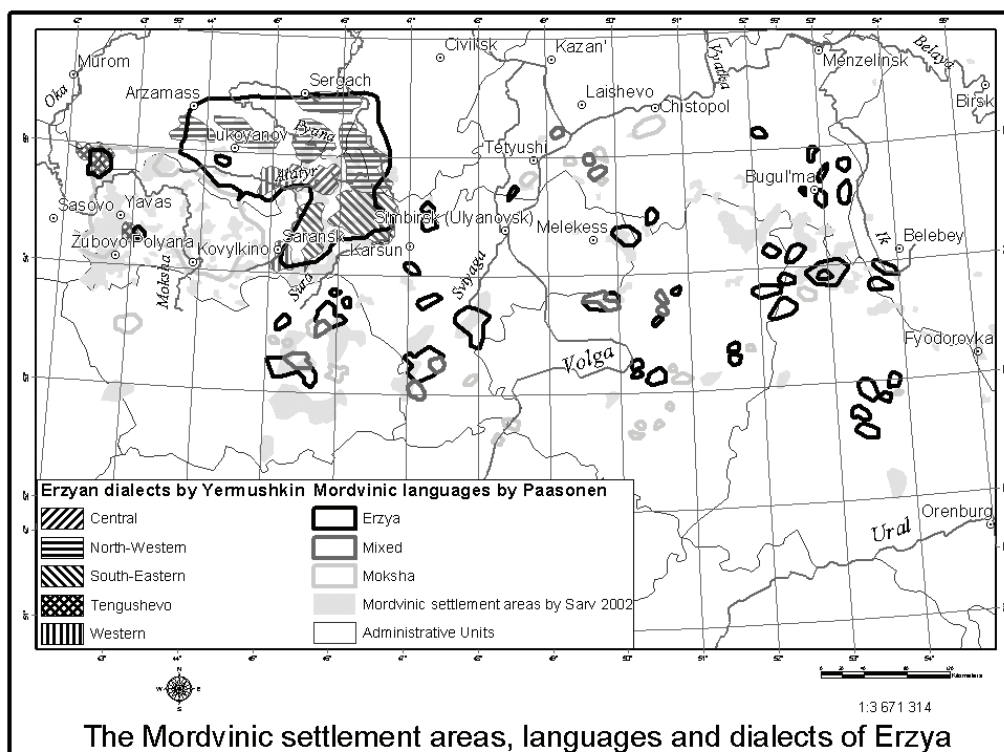 Civil'sk
Kazan'
Vyatka
Menzelinsk
Belaya
Murom
Oka
Arzamass
Sergach
Laishevo
Chistopol
Birsk
Lukoyanov
Pyana
Tetyushi
Alatyr
Bugul'ma
Sasovo
Yavas
Simbirsk (Ulyanovsk)
Melekess
Ik
Belebey
Zubovo Polyana
Kovylkino
Saransk
Karsun
Moksha
Sura
Sviyaga
Fyodorovka
Volga
Orenburg
Ural
Erzyan dialects by Yermushkin
Central
North-Western
South-Eastern
Tengushevo
Western
Mordvinic languages by Paasonen
Erzya
Mixed
Moksha
Mordvinic settlement areas by Sarv 2002
Administrative Units
N
W
E
S
Kilometers
1:3 671 314
The Mordvinic settlement areas, languages and dialects of Erzya